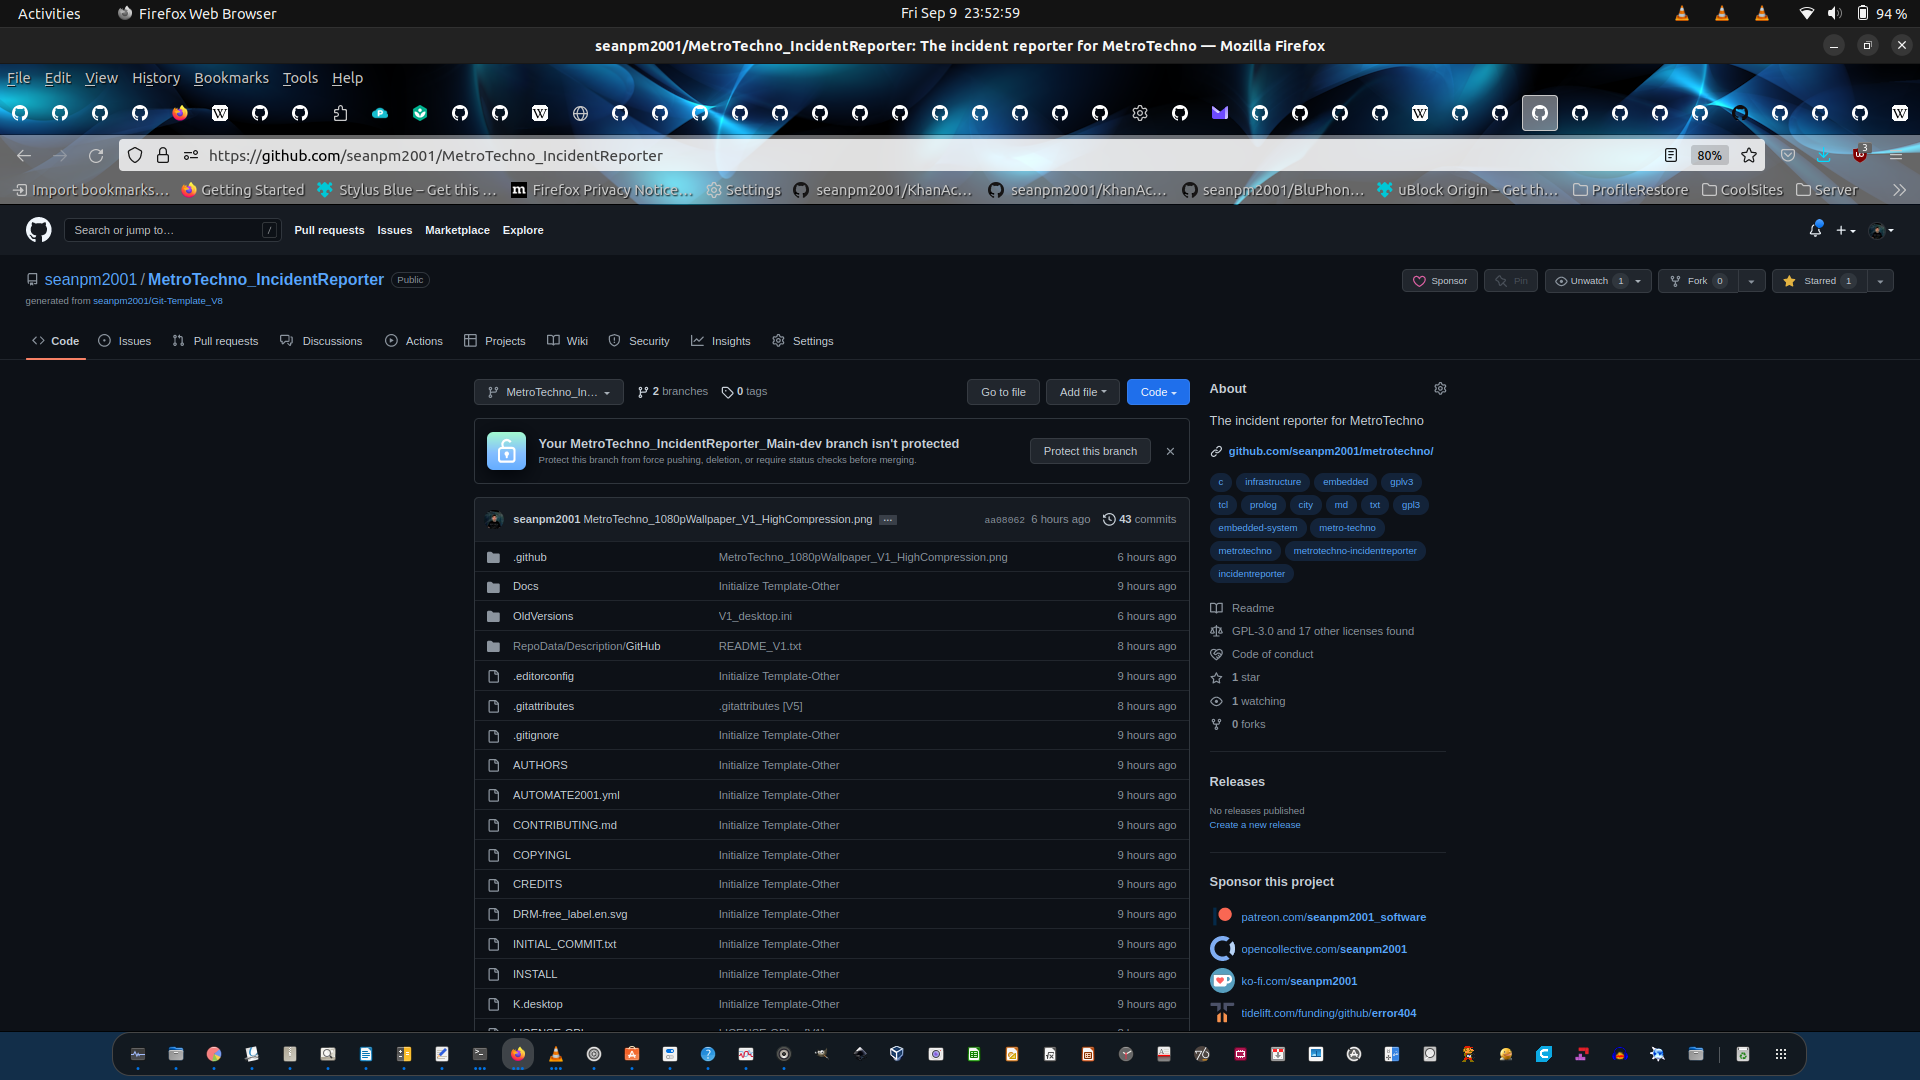 Activities
Firefox Web Browser
Fri Sep 9 23:52:59
94 %
seanpm2001/MetroTechno_IncidentReporter: The incident reporter for MetroTechno — Mozilla Firefox
File Edit View History Bookmarks Tools Help
https://github.com/seanpm2001/MetroTechno_IncidentReporter
80%
3
Import bookmarks…
Getting Started
Stylus Blue – Get this …
Firefox Privacy Notice…
Settings
seanpm2001/KhanAc…
seanpm2001/KhanAc…
seanpm2001/BluPhon…
uBlock Origin – Get th…
ProfileRestore
CoolSites
Server
Search or jump to…
/
Pull requests Issues Marketplace Explore
seanpm2001 / MetroTechno_IncidentReporter
Public
generated from seanpm2001/Git-Template_V8
Sponsor
Pin
Unwatch 1
Fork 0
Starred 1
Code
Issues
Pull requests
Discussions
Actions
Projects
Wiki
Security
Insights
Settings
MetroTechno_In…
2 branches
0 tags
Go to file
Add file
Code
Your MetroTechno_IncidentReporter_Main-dev branch isn't protected
Protect this branch from force pushing, deletion, or require status checks before merging.
Protect this branch
seanpm2001 MetroTechno_1080pWallpaper_V1_HighCompression.png … aa08062 6 hours ago 43 commits
.github MetroTechno_1080pWallpaper_V1_HighCompression.png 6 hours ago
Docs Initialize Template-Other 9 hours ago
OldVersions V1_desktop.ini 6 hours ago
RepoData/Description/GitHub README_V1.txt 8 hours ago
.editorconfig Initialize Template-Other 9 hours ago
.gitattributes .gitattributes [V5] 8 hours ago
.gitignore Initialize Template-Other 9 hours ago
AUTHORS Initialize Template-Other 9 hours ago
AUTOMATE2001.yml Initialize Template-Other 9 hours ago
CONTRIBUTING.md Initialize Template-Other 9 hours ago
COPYINGL Initialize Template-Other 9 hours ago
CREDITS Initialize Template-Other 9 hours ago
DRM-free_label.en.svg Initialize Template-Other 9 hours ago
INITIAL_COMMIT.txt Initialize Template-Other 9 hours ago
INSTALL Initialize Template-Other 9 hours ago
K.desktop Initialize Template-Other 9 hours ago
About
The incident reporter for MetroTechno
github.com/seanpm2001/metrotechno/
c infrastructure embedded gplv3
tcl prolog city md txt gpl3
embedded-system metro-techno
metrotechno metrotechno-incidentreporter
incidentreporter
Readme
GPL-3.0 and 17 other licenses found
Code of conduct
1 star
1 watching
0 forks
Releases
No releases published
Create a new release
Sponsor this project
patreon.com/seanpm2001_software
opencollective.com/seanpm2001
ko-fi.com/seanpm2001
tidelift.com/funding/github/error404